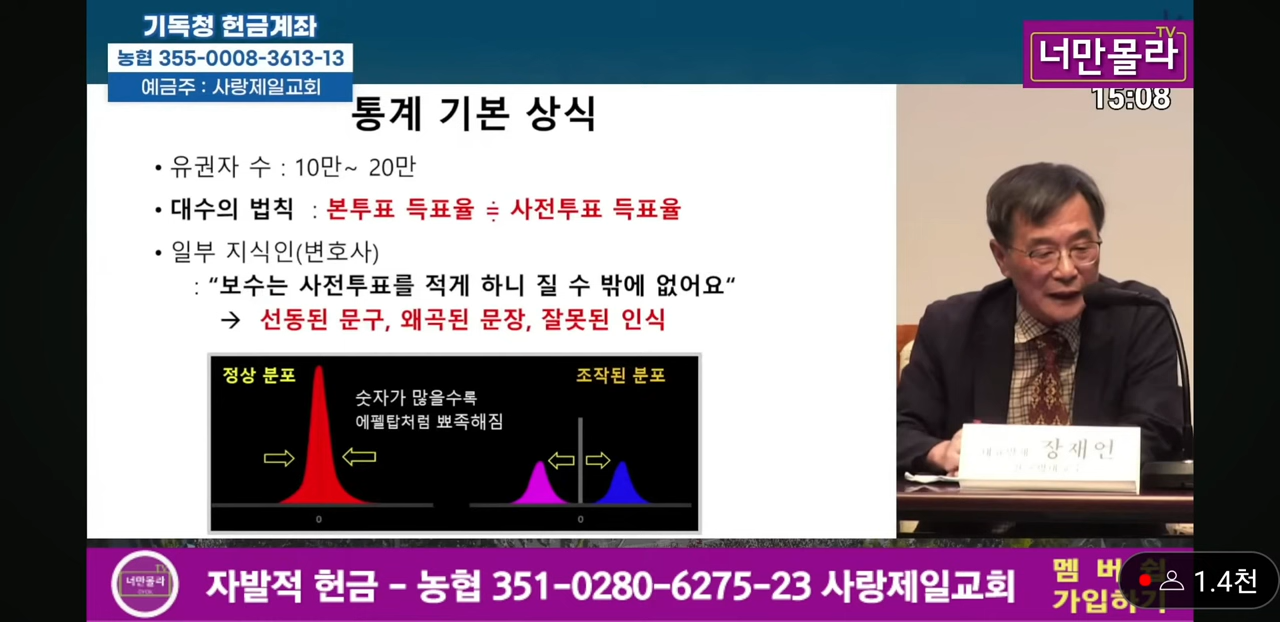 기독청 헌금계좌
농협 355-0008-3613-13
예금주 : 사랑제일교회
너만몰라 TV
15:08
통계 기본 상식
• 유권자 수 : 10만~ 20만
• 대수의 법칙 : 본투표 득표율 ≒ 사전투표 득표율
• 일부 지식인(변호사)
: “보수는 사전투표를 적게 하니 질 수 밖에 없어요“
→ 선동된 문구, 왜곡된 문장, 잘못된 인식
정상 분포
숫자가 많을수록
에펠탑처럼 뾰족해짐
0
조작된 분포
0
장재언
너만몰라 TV
자발적 헌금 – 농협 351-0280-6275-23 사랑제일교회
멤버쉽
가입하기
1.4천